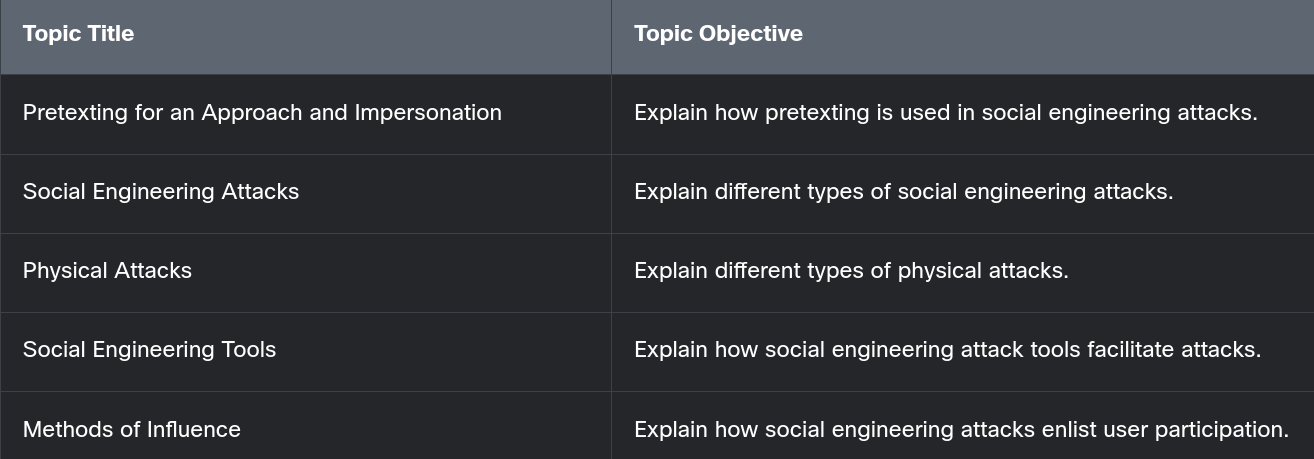 Topic Title
Topic Objective
Pretexting for an Approach and Impersonation
Explain how pretexting is used in social engineering attacks.
Social Engineering Attacks
Explain different types of social engineering attacks.
Physical Attacks
Explain different types of physical attacks.
Social Engineering Tools
Explain how social engineering attack tools facilitate attacks.
Methods of Influence
Explain how social engineering attacks enlist user participation.